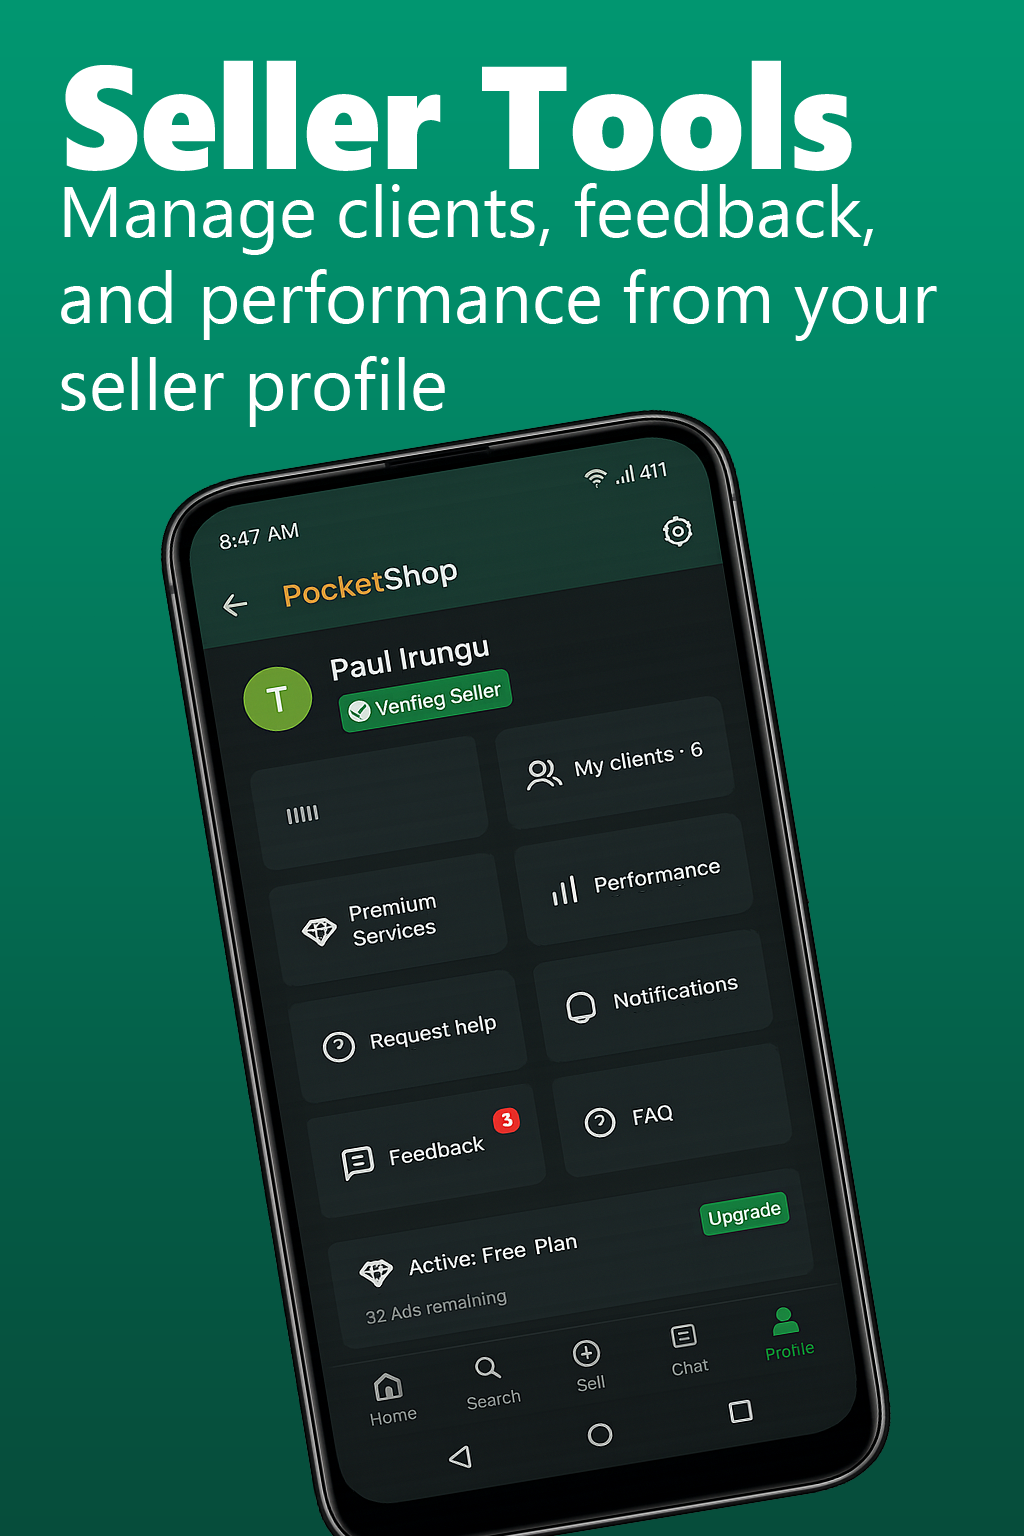 Seller Tools
Manage clients, feedback,
and performance from your
seller profile
8:47 AM
411
PocketShop
T
Paul Irungu
Venfieg Seller
My clients · 6
Premium
Services
Performance
Request help
Notifications
Feedback
3
FAQ
Active: Free Plan
Upgrade
32 Ads remalning
Home
Search
Sell
Chat
Profile